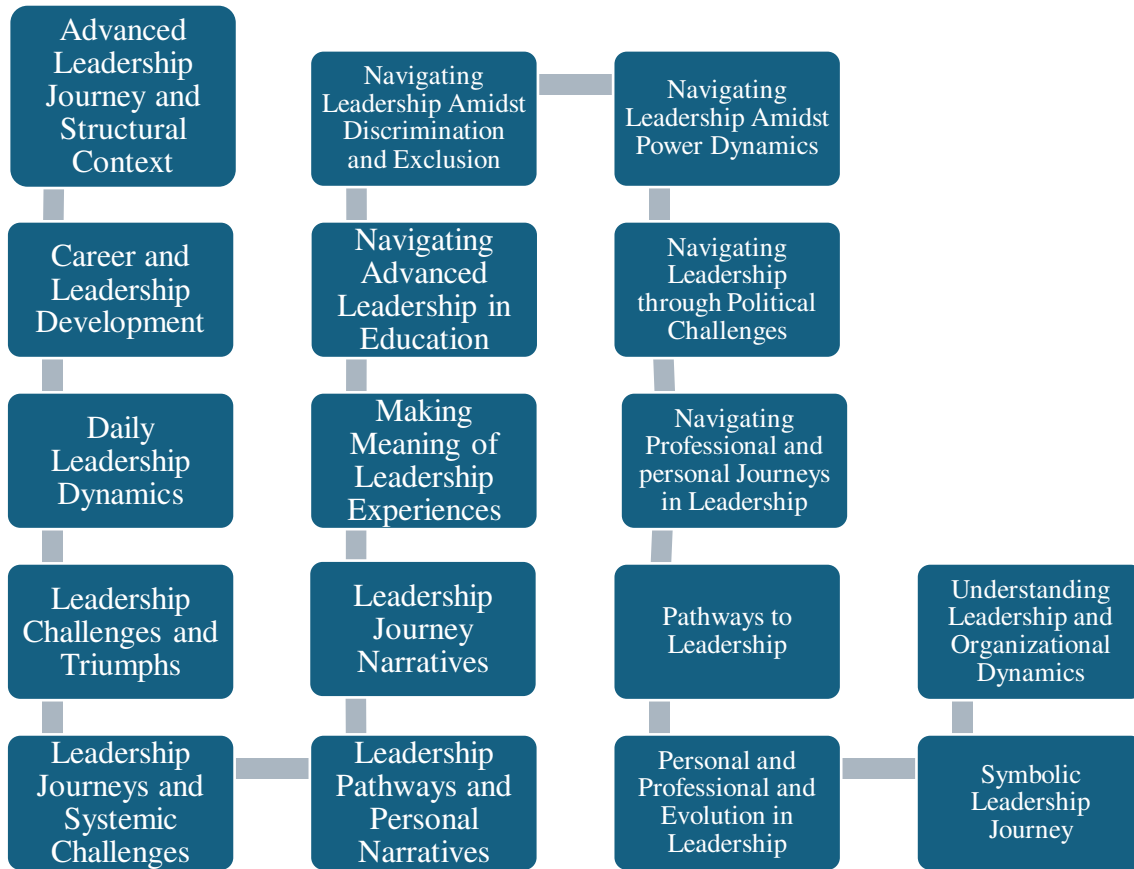 Advanced
Leadership
Journey and
Structural
Context
Career and
Leadership
Development
Daily
Leadership
Dynamics
Leadership
Challenges and
Triumphs
Leadership
Journeys and
Systemic
Challenges
Leadership
Pathways and
Personal
Narratives
Leadership
Journey
Narratives
Making
Meaning of
Leadership
Experiences
Navigating
Advanced
Leadership in
Education
Navigating
Leadership Amidst
Discrimination
and Exclusion
Navigating
Leadership Amidst
Power Dynamics
Navigating
Leadership
through Political
Challenges
Navigating
Professional and
personal Journeys
in Leadership
Pathways to
Leadership
Personal and
Professional and
Evolution in
Leadership
Symbolic
Leadership
Journey
Understanding
Leadership and
Organizational
Dynamics